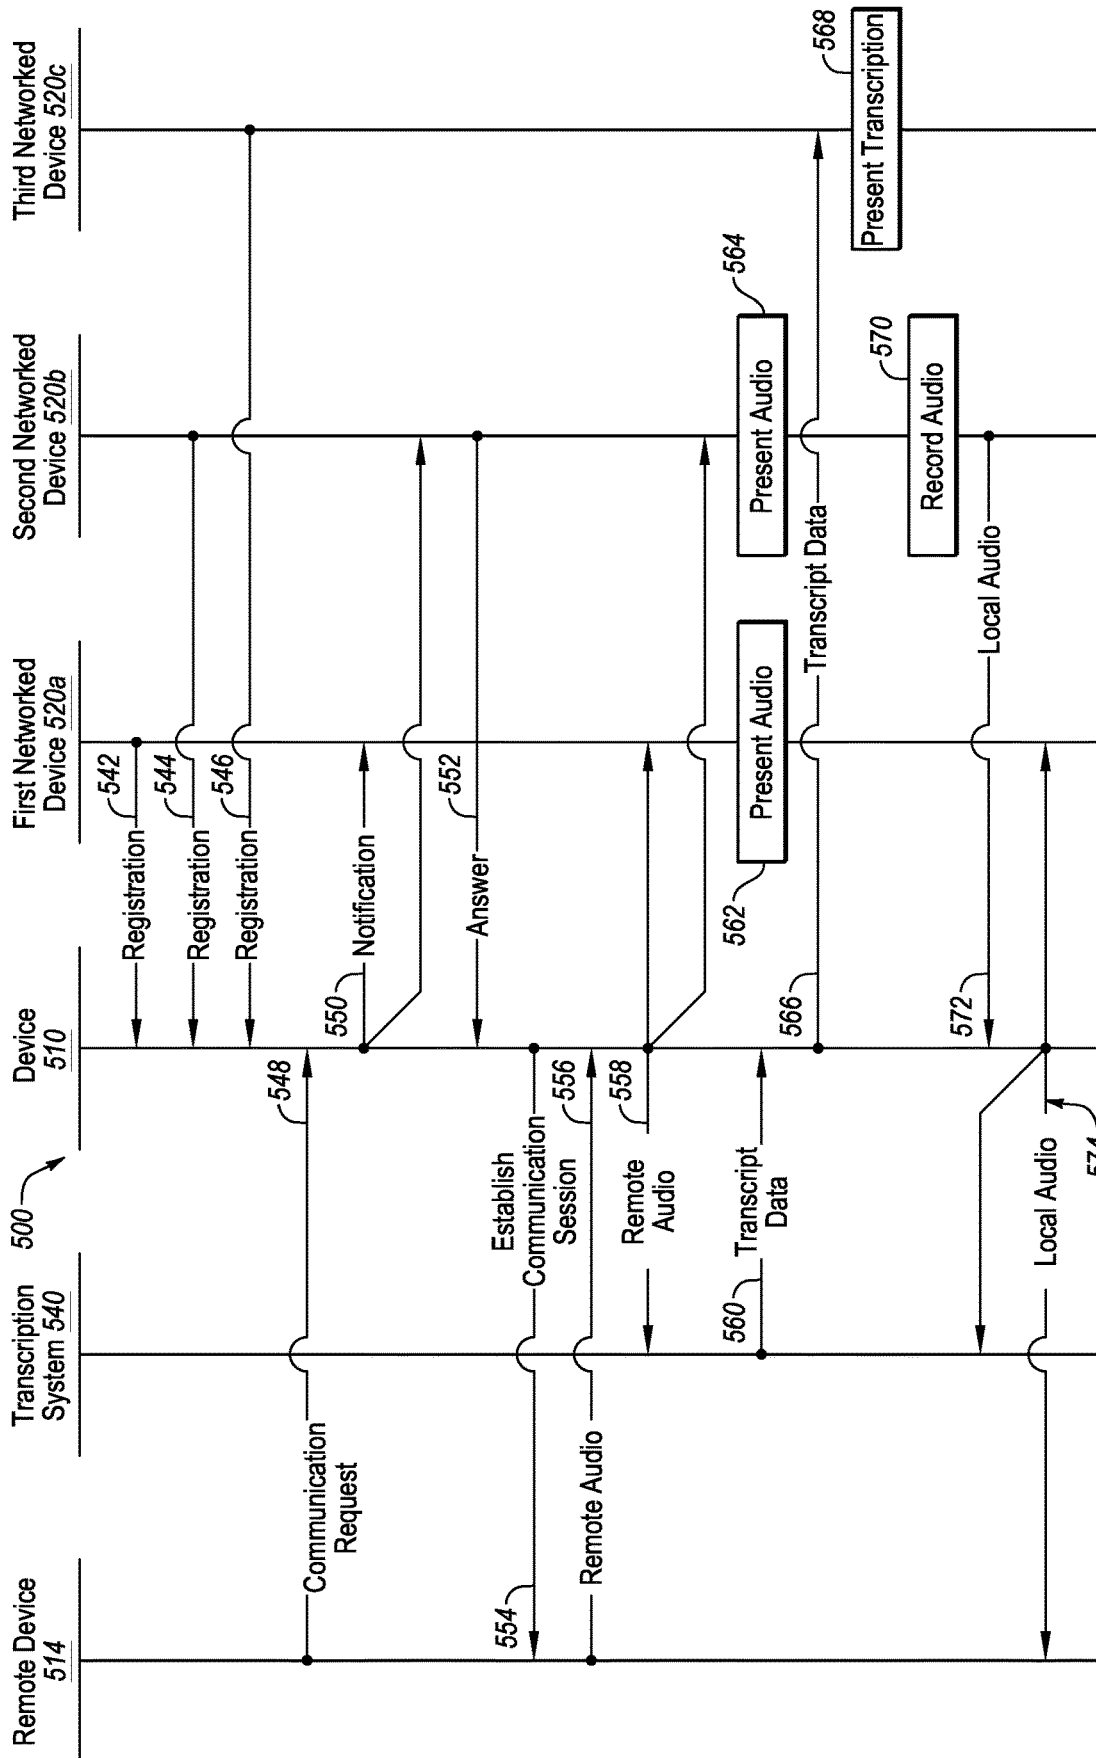 500
Remote Device
514
Transcription
System 540
Device
510
First Networked
Device 520a
Second Networked
Device 520b
Third Networked
Device 520c
Registration
542
Registration
544
Registration
546
Communication
Request
548
550
Notification
Answer
552
554
Establish
Communication
Session
Remote Audio
556
Remote
Audio
558
560
Transcript
Data
562
Present Audio
Present Audio
564
566
Transcript Data
Present Transcription
568
Record Audio
570
572
Local Audio
Local Audio
574